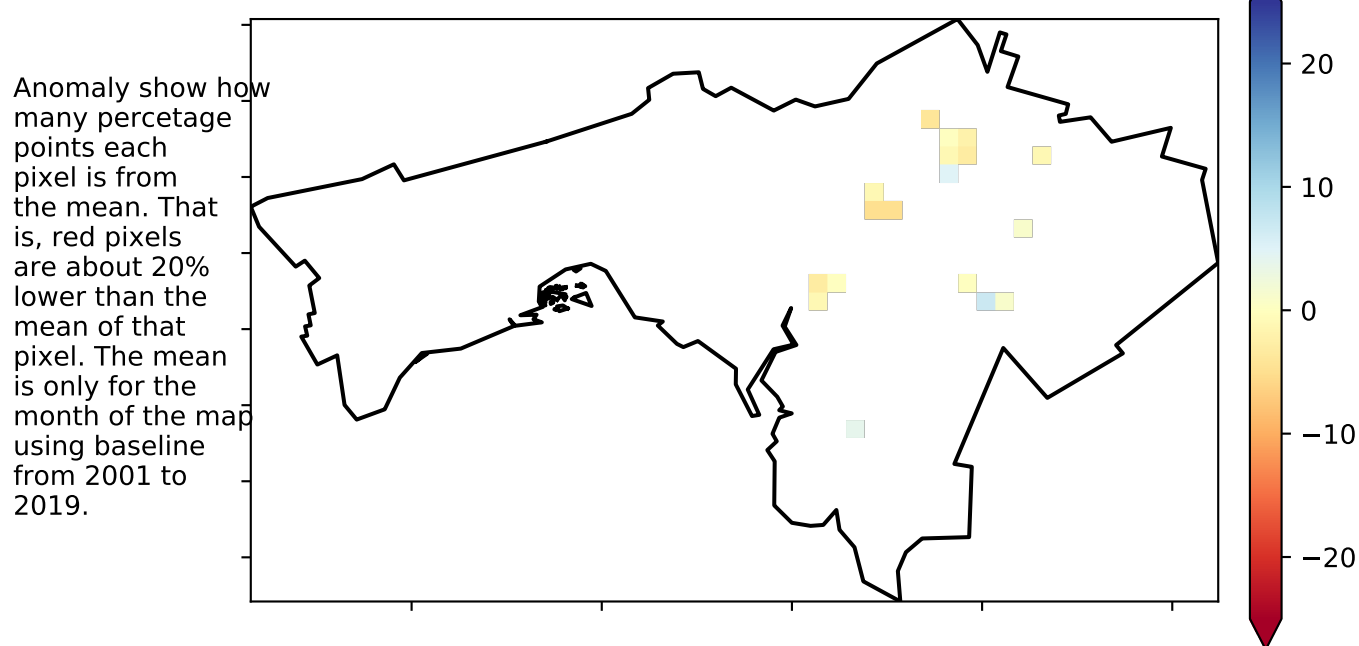 Anomaly show how
many percetage
points each
pixel is from
the mean. That
is, red pixels
are about 20%
lower than the
mean of that
pixel. The mean
is only for the
month of the map
using baseline
from 2001 to
2019.
20
10
0
−10
−20